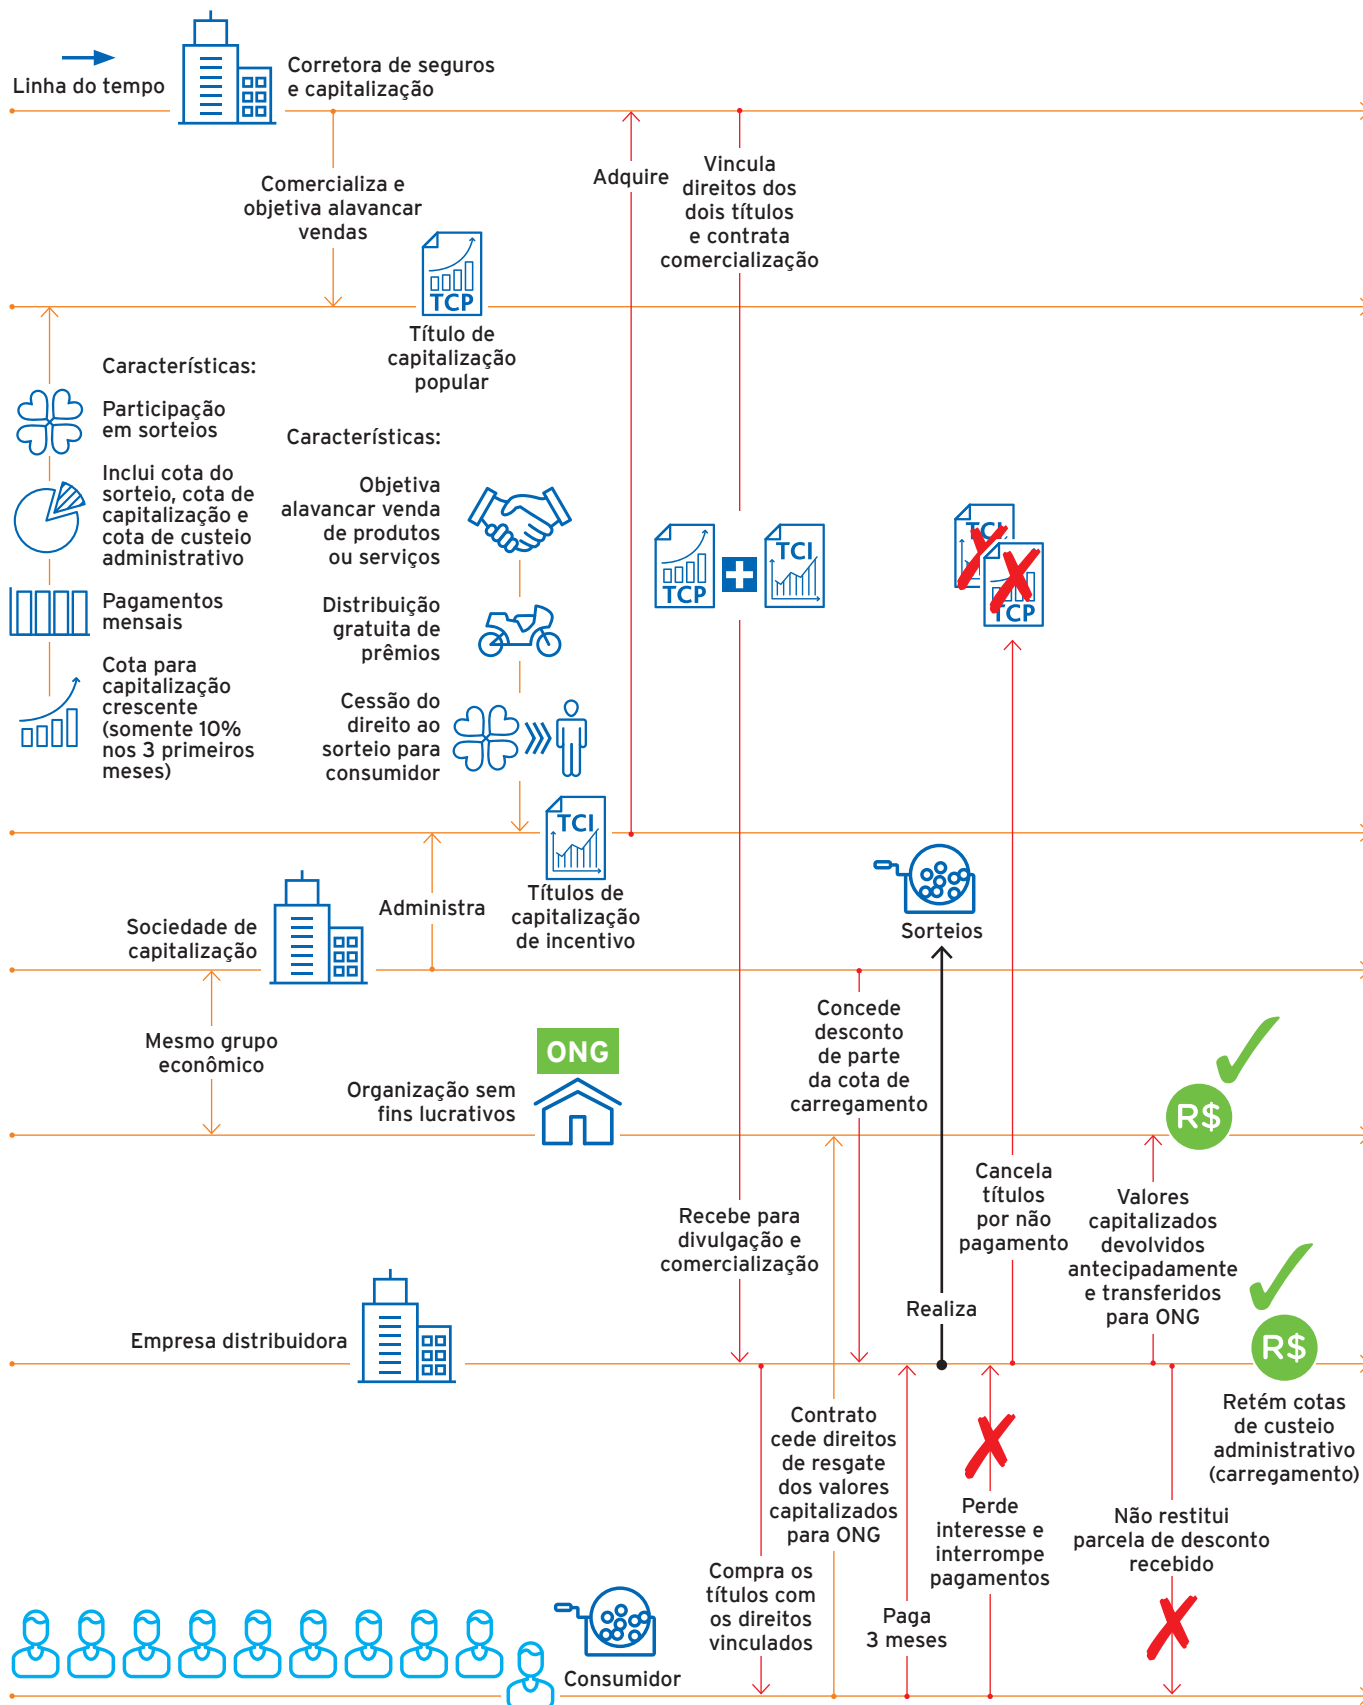 Linha do tempo
Corretora de seguros
e capitalização
Comercializa e
objetiva alavancar
vendas
Adquire
Vincula
direitos dos
dois títulos
e contrata
comercialização
TCP
Título de
capitalização
popular
Características:
Participação
em sorteios
Inclui cota do
sorteio, cota de
capitalização e
cota de custeio
administrativo
Pagamentos
mensais
Cota para
capitalização
crescente
(somente 10%
nos 3 primeiros
meses)
Características:
Objetiva
alavancar venda
de produtos
ou serviços
Distribuição
gratuita de
prêmios
Cessão do
direito ao
sorteio para
consumidor
TCP
TCI
TCI
TCP
TCI
Títulos de
capitalização
de incentivo
Administra
Sociedade de
capitalização
Sorteios
Mesmo grupo
econômico
ONG
Organização sem
fins lucrativos
Concede
desconto
de parte
da cota de
carregamento
R$
Recebe para
divulgação e
comercialização
Cancela
títulos
por não
pagamento
Valores
capitalizados
devolvidos
antecipadamente
e transferidos
para ONG
Realiza
Empresa distribuidora
R$
Retém cotas
de custeio
administrativo
(carregamento)
Contrato
cede direitos
de resgate
dos valores
capitalizados
para ONG
Perde
interesse e
interrompe
pagamentos
Não restitui
parcela de desconto
recebido
Compra os
títulos com
os direitos
vinculados
Paga
3 meses
Consumidor